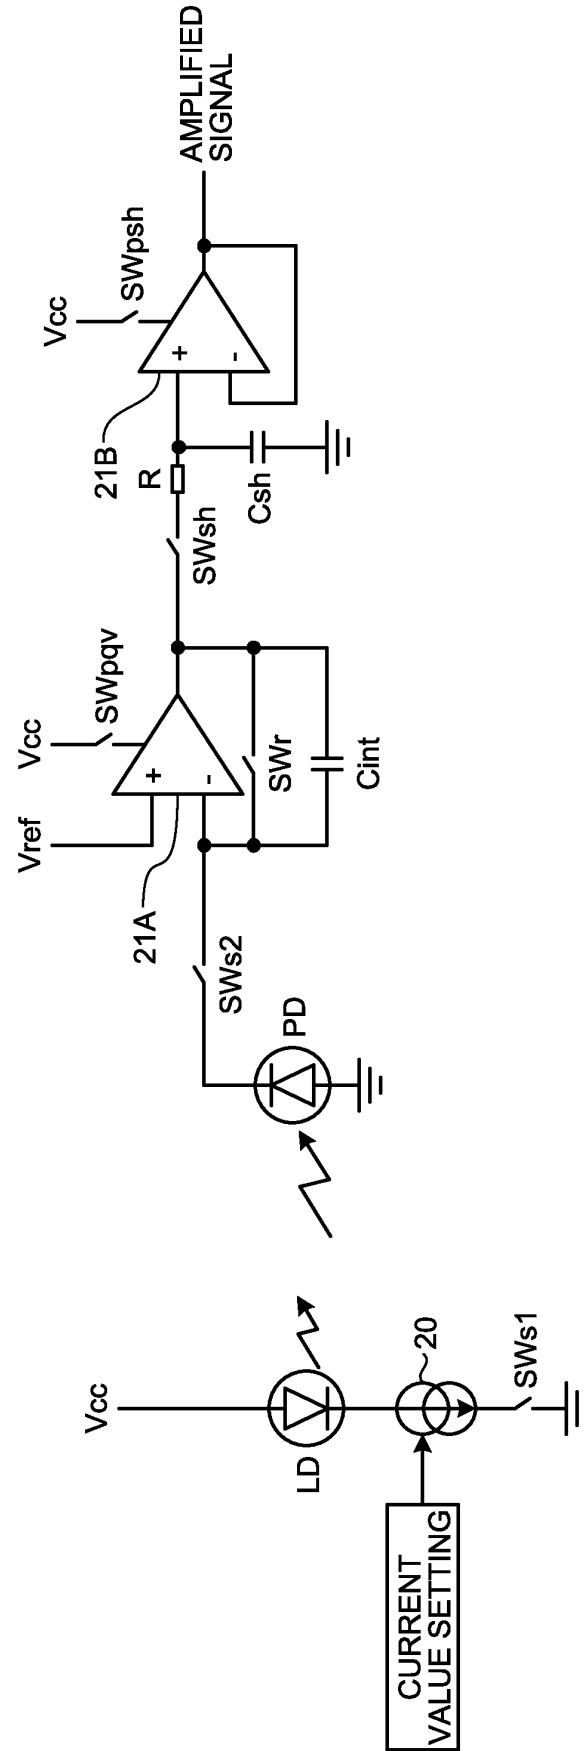 Vcc
LD
CURRENT
VALUE SETTING
20
SWs1
PD
SWs2
Vref
21A
Vcc
SWpqv
+
-
SWr
Cint
SWsh
R
Csh
21B
Vcc
SWpsh
+
-
AMPLIFIED
SIGNAL